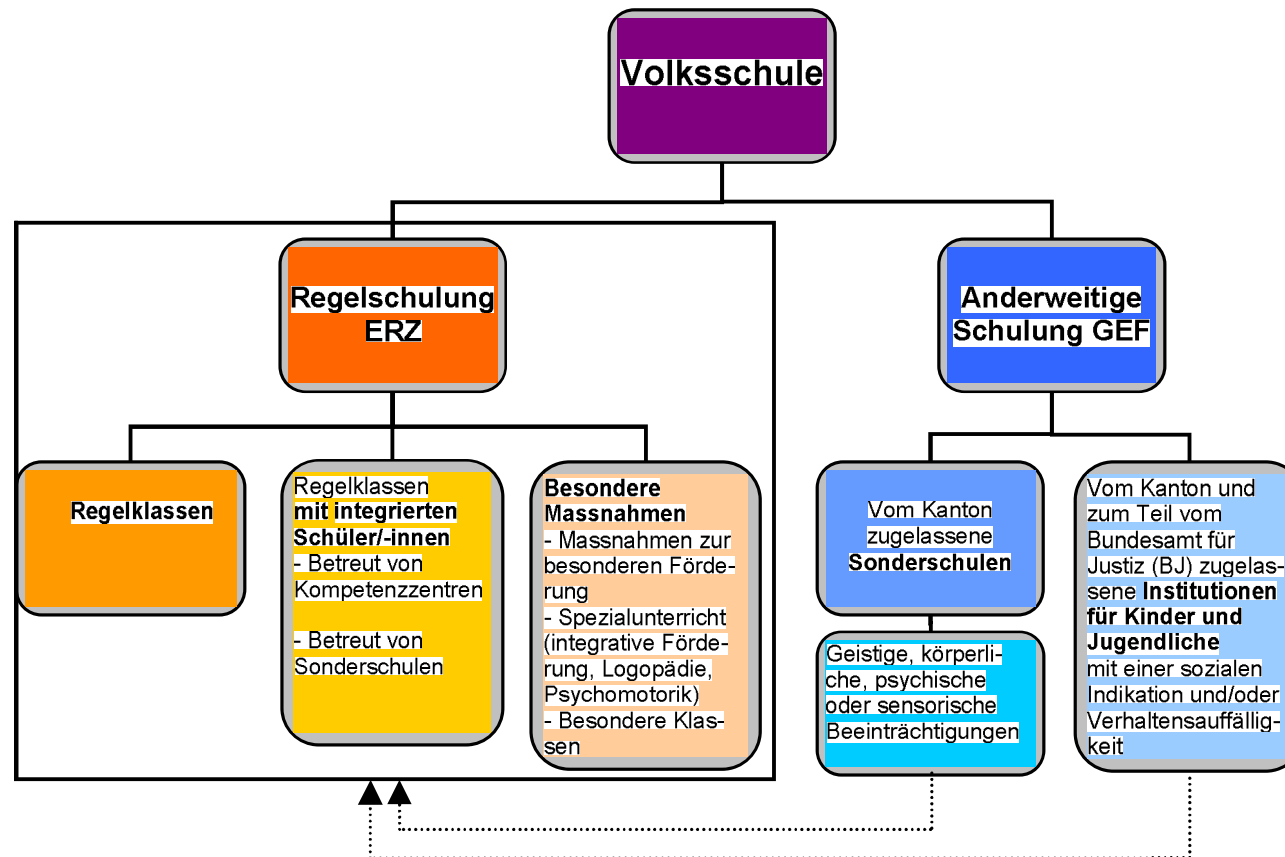 Volksschule
Regelschulung
ERZ
Anderweitige
Schulung GEF
Regelklassen
Regelklassen
mit integrierten
Schüler/-innen
- Betreut von
Kompetenzzentren
- Betreut von
Sonderschulen
Besondere
Massnahmen
- Massnahmen zur
besonderen Förde-
rung
- Spezialunterricht
(integrative Förde-
rung, Logopädie,
Psychomotorik)
- Besondere Klas-
sen
Vom Kanton
zugelassene
Sonderschulen
Geistige, körperli-
che, psychische
oder sensorische
Beeinträchtigungen
Vom Kanton und
zum Teil vom
Bundesamt für
Justiz (BJ) zugelas-
sene Institutionen
für Kinder und
Jugendliche
mit einer sozialen
Indikation und/oder
Verhaltensauffällig-
keit